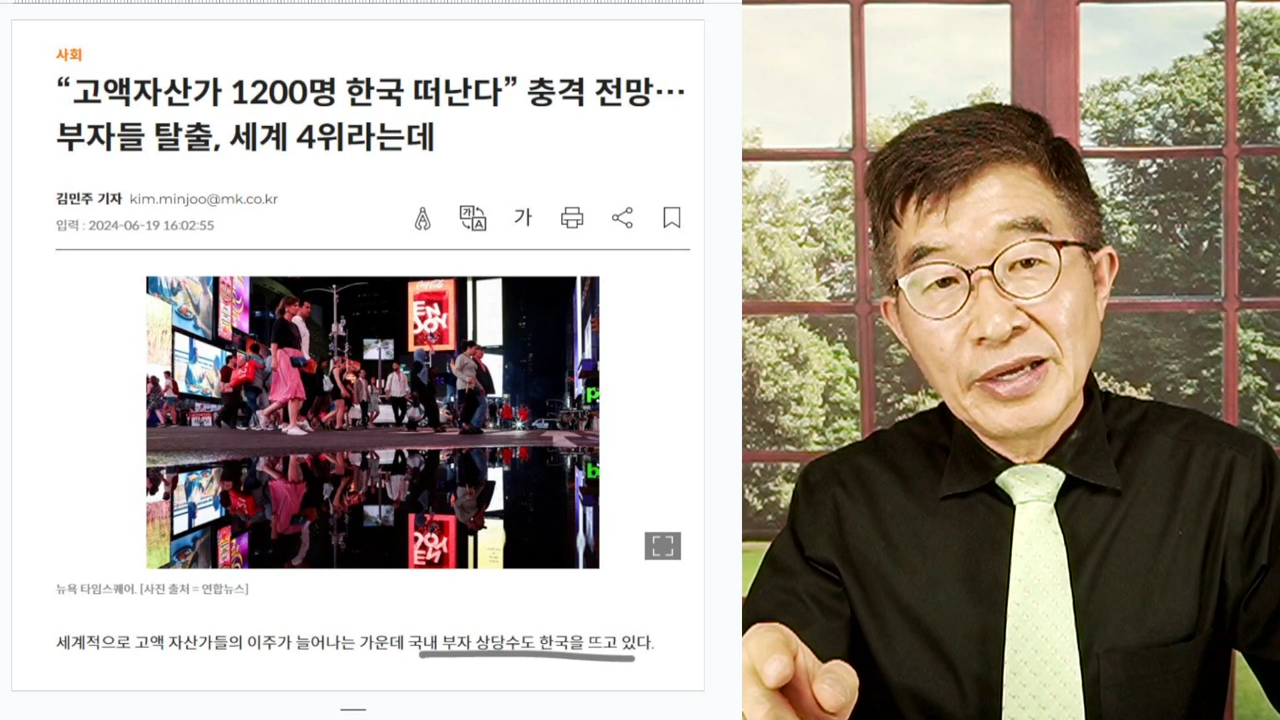 사회
“고액자산가 1200명 한국 떠난다” 충격 전망…
부자들 탈출, 세계 4위라는데
김민주 기자 kim.minjoo@mk.co.kr
입력 : 2024-06-19 16:02:55
가
뉴욕 타임스퀘어. [사진 출처 = 연합뉴스]
세계적으로 고액 자산가들의 이주가 늘어나는 가운데 국내 부자 상당수도 한국을 뜨고 있다.